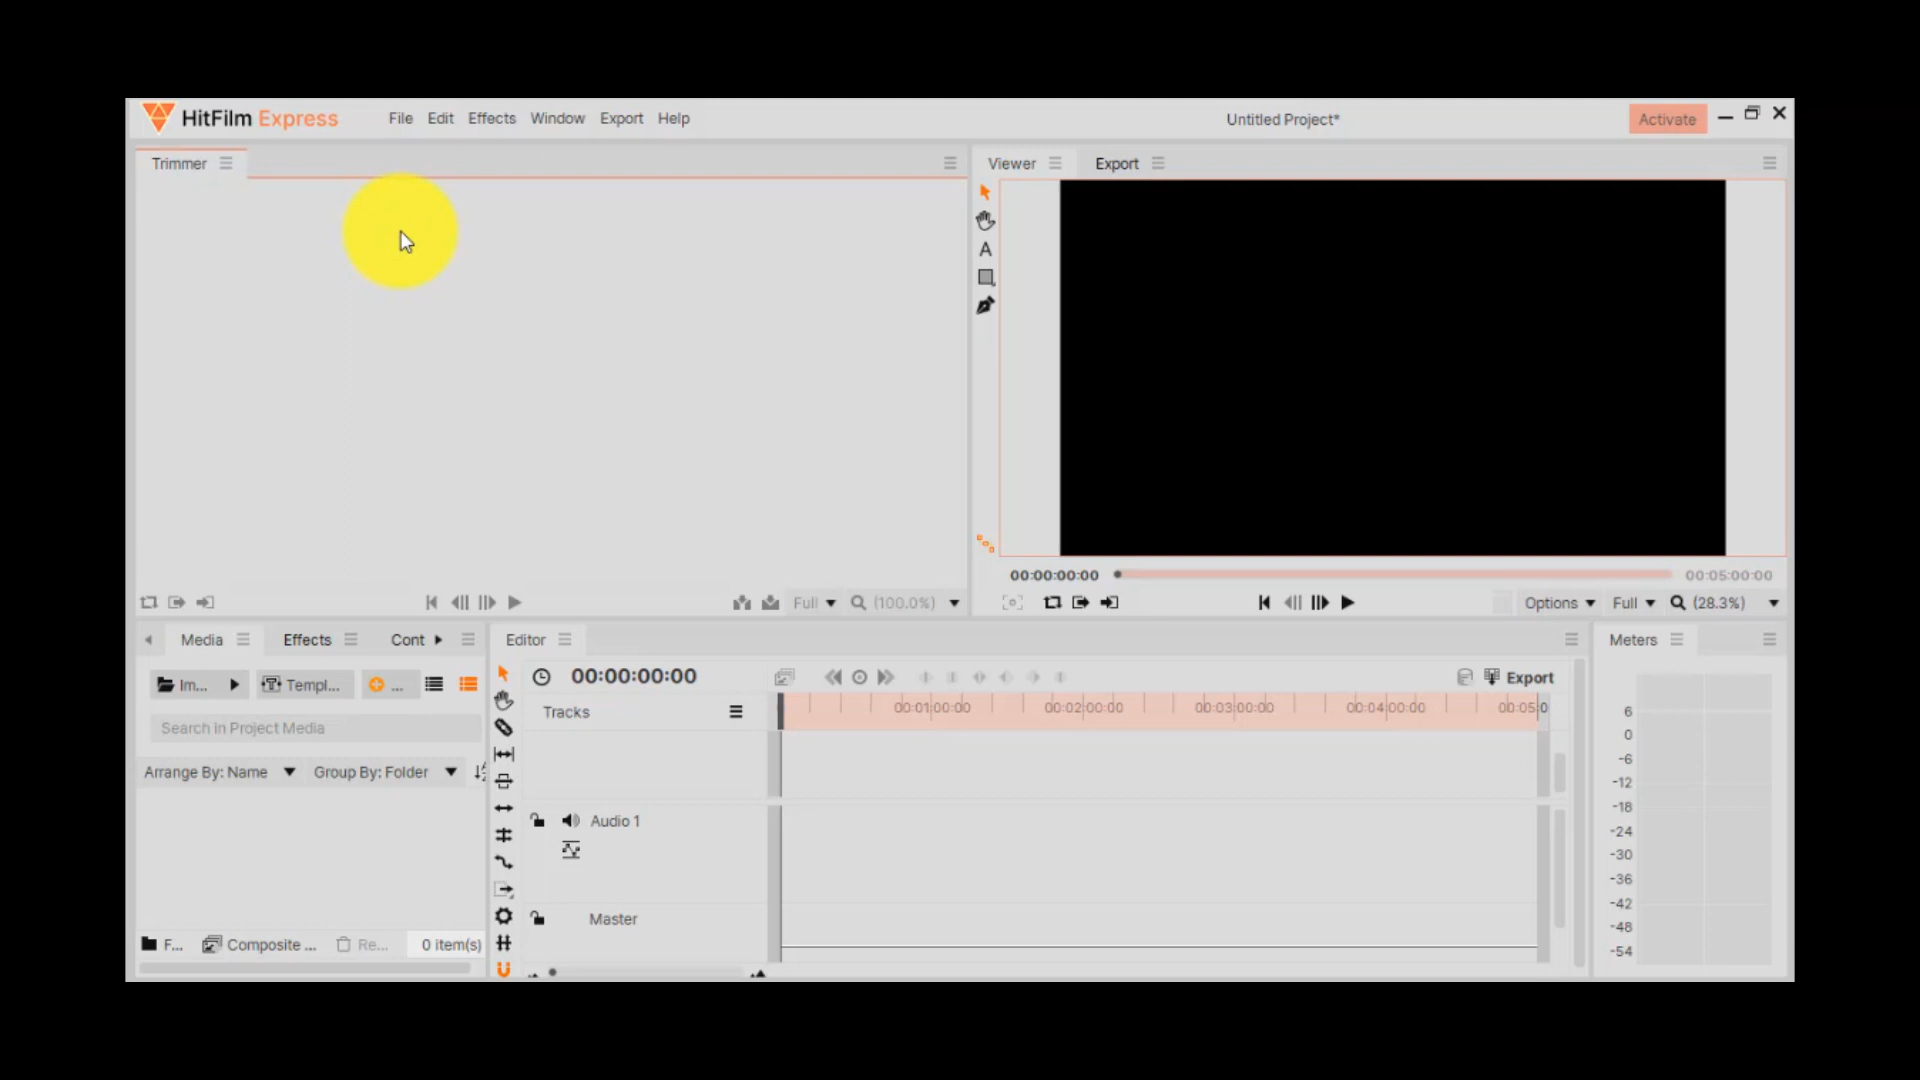 HitFilm Express File Edit Effects Window Export Help Untitled Project* Activate
Trimmer Viewer Export
A
00:00:00:00 00:05:00:00
Full (100.0%) Options Full (28.3%)
Media Effects Cont Editor Meters
Im... Templ... ... 00:00:00:00 Export
Tracks 00:01:00:00 00:02:00:00 00:03:00:00 00:04:00:00 00:05:0
Search in Project Media
Arrange By: Name Group By: Folder
Audio 1
Master
F... Composite ... Re... 0 item(s)
6
0
-6
-12
-18
-24
-30
-36
-42
-48
-54